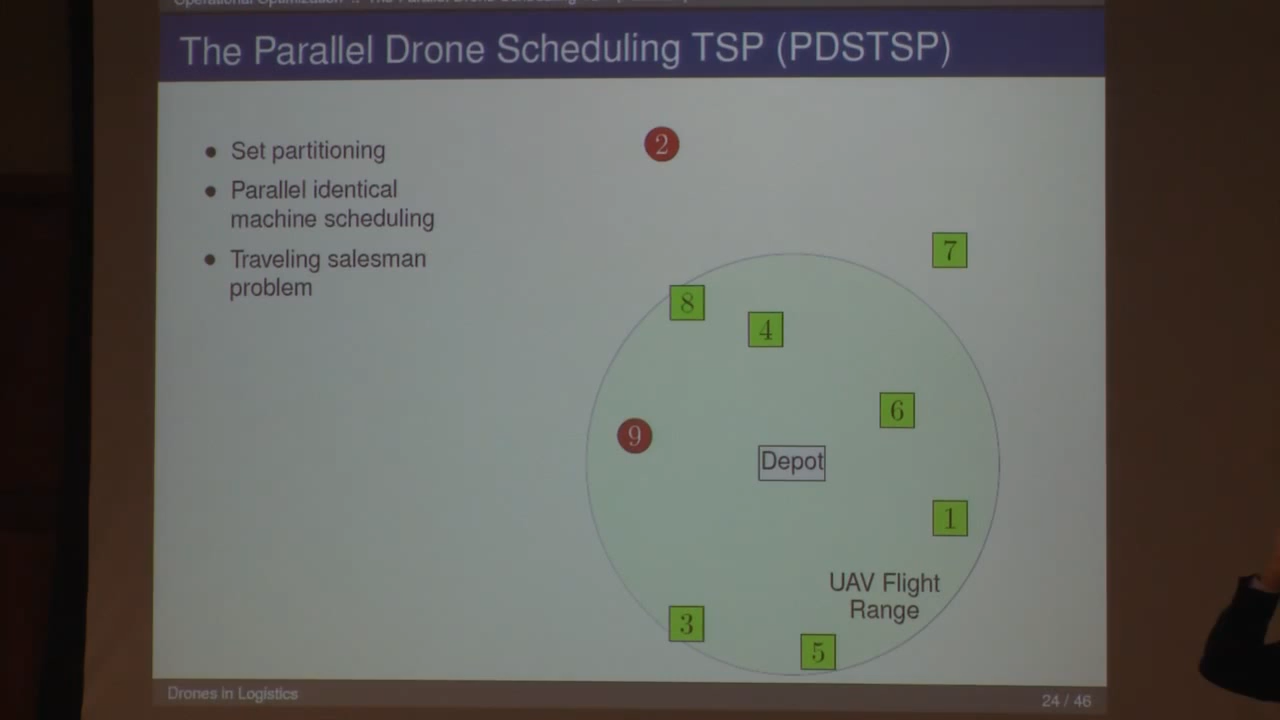 The Parallel Drone Scheduling TSP (PDSTSP)
Set partitioning
Parallel identical
machine scheduling
Traveling salesman
problem
2
7
8
4
6
9
Depot
1
UAV Flight
Range
3
5
Drones in Logistics
24 / 46